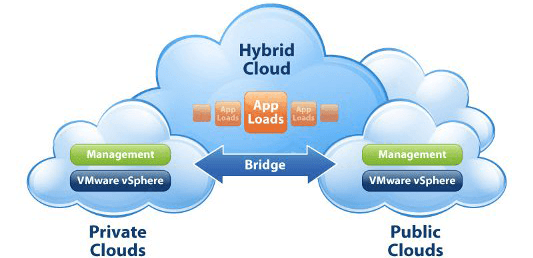 Hybrid
Cloud
App
Loads
App
Loads
App
Loads
Management
VMware vSphere
Bridge
Management
VMware vSphere
Private
Clouds
Public
Clouds